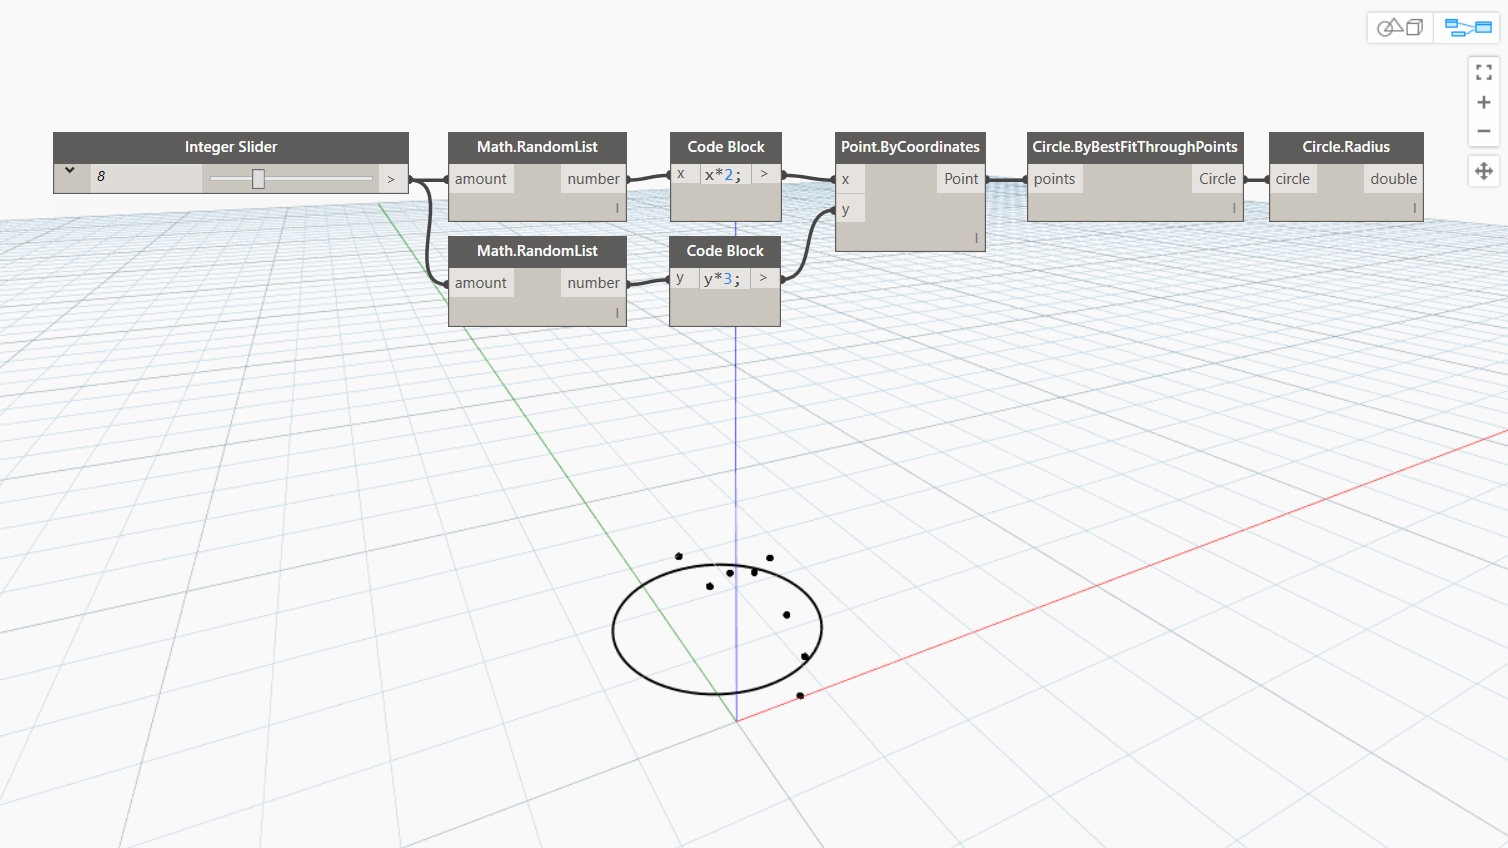 Integer Slider
8 >
Math.RandomList
amount number
Code Block
x x*2; >
Point.ByCoordinates
x Point
y
Circle.ByBestFitThroughPoints
points Circle
Circle.Radius
circle double
Math.RandomList
amount number
Code Block
y y*3; >